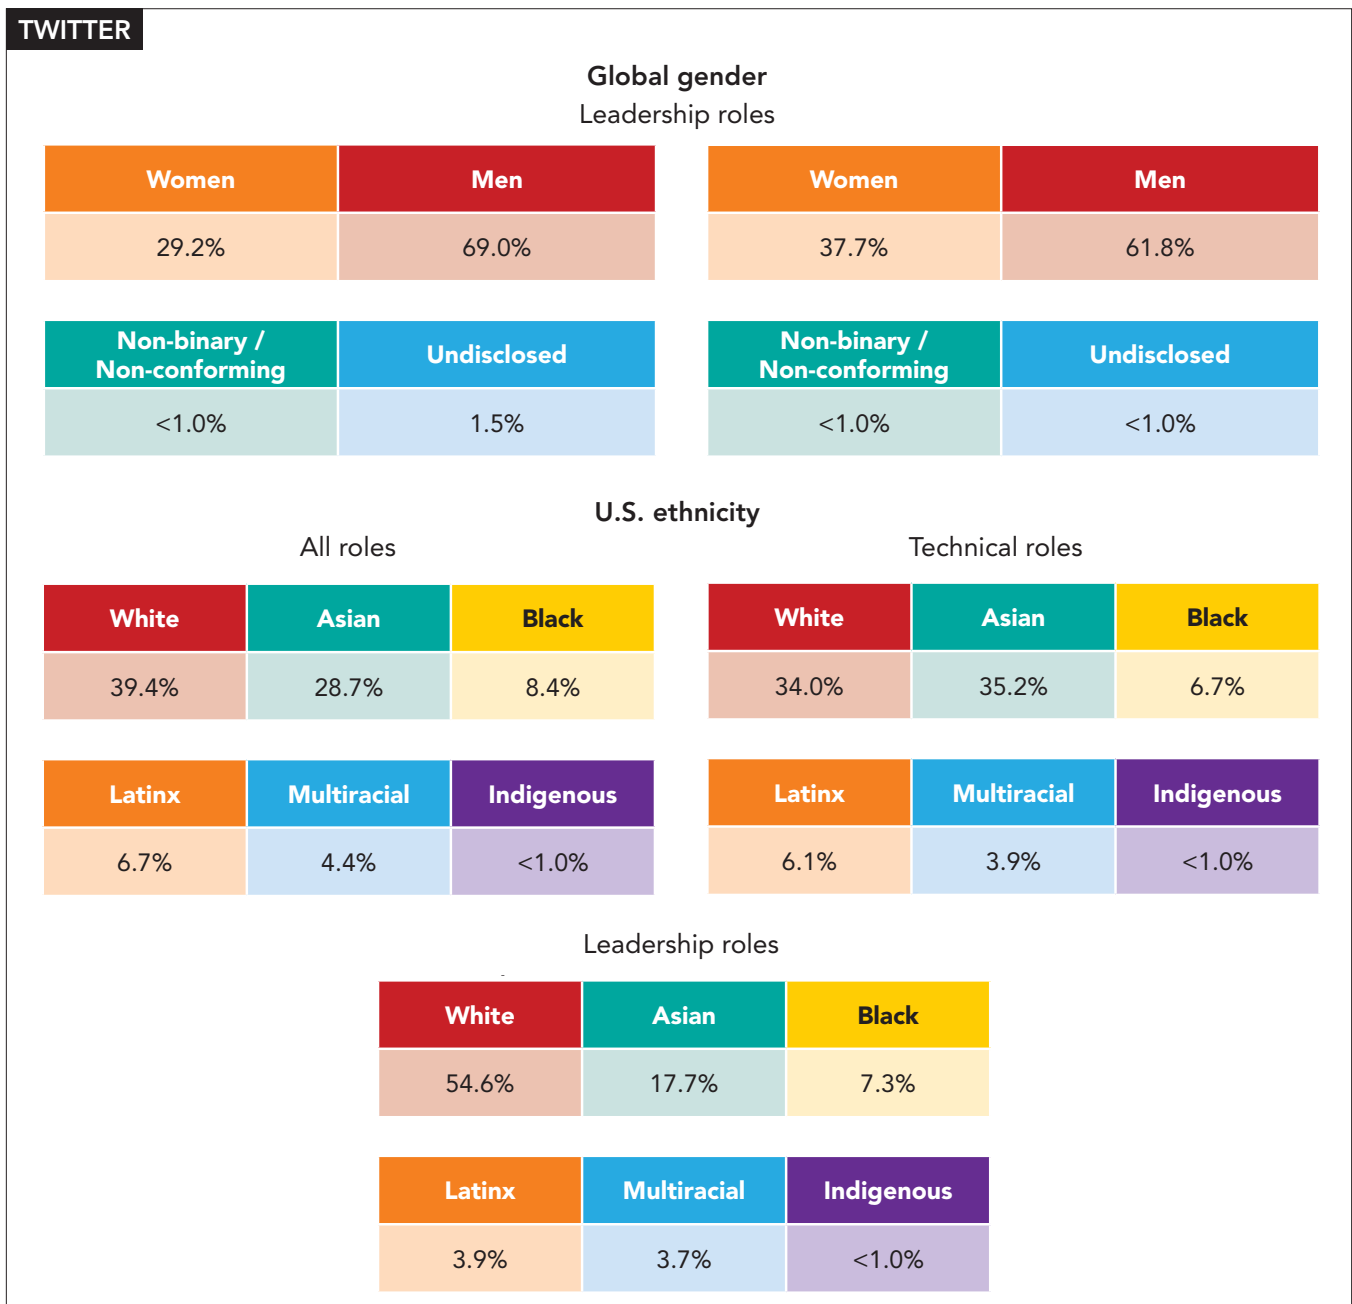 TWITTER
Global gender
Leadership roles
Women Men
29.2% 69.0%
Women Men
37.7% 61.8%
Non-binary /
Non-conforming
Undisclosed
<1.0% 1.5%
Non-binary /
Non-conforming
Undisclosed
<1.0% <1.0%
U.S. ethnicity
All roles
White Asian Black
39.4% 28.7% 8.4%
Latinx Multiracial Indigenous
6.7% 4.4% <1.0%
Technical roles
White Asian Black
34.0% 35.2% 6.7%
Latinx Multiracial Indigenous
6.1% 3.9% <1.0%
Leadership roles
White Asian Black
54.6% 17.7% 7.3%
Latinx Multiracial Indigenous
3.9% 3.7% <1.0%